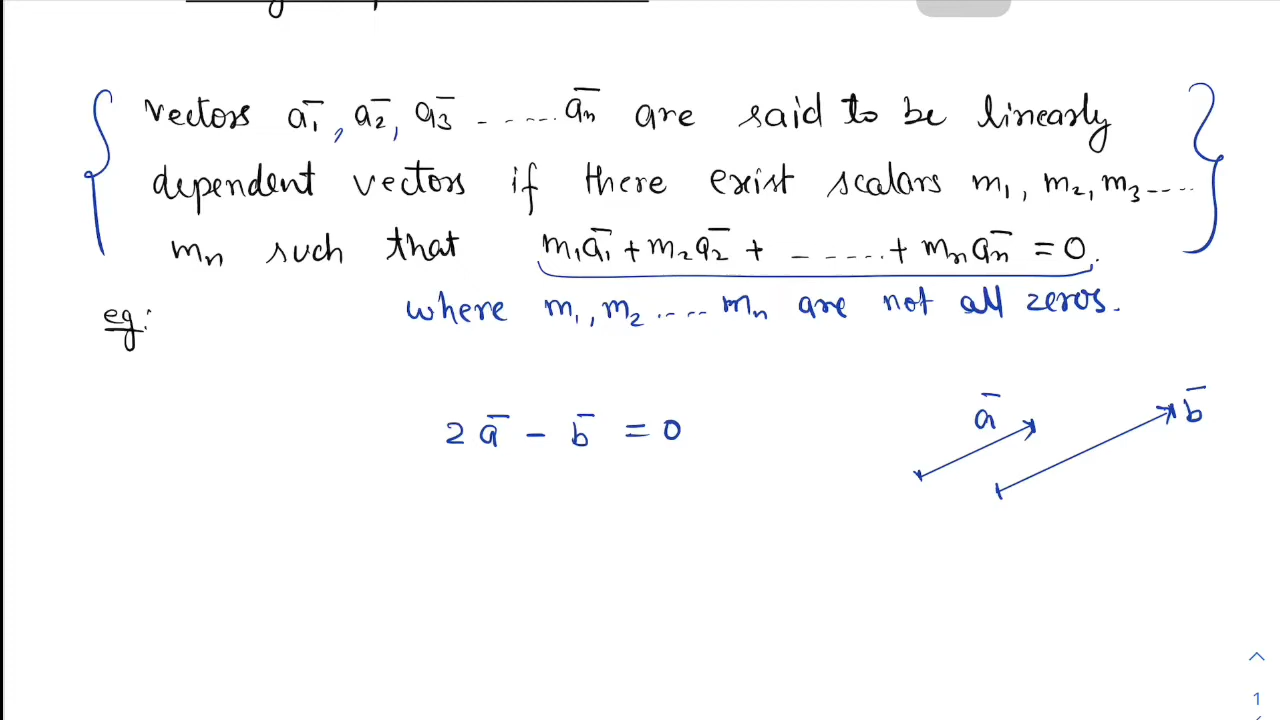 vectors a̅₁, a̅₂, a̅₃ ------ a̅ₙ are said to be linearly
dependent vectors if there exist scalars m₁, m₂, m₃-----
mₙ such that m₁a̅₁ + m₂a̅₂ + ------ + mₙa̅ₙ = 0.
where m₁, m₂ ----- mₙ are not all zeros.
eg:
2a̅ - b̅ = 0
a̅
b̅
1